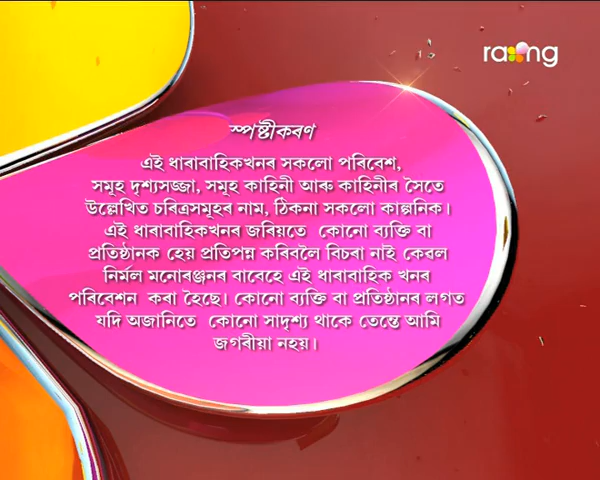 rang
স্পষ্টীকৰণ
এই ধাৰাবাহিকখনৰ সকলো পৰিবেশ,
সমূহ দৃশ্যসজ্জা, সমূহ কাহিনী আৰু কাহিনীৰ সৈতে
উল্লেখিত চৰিত্ৰসমূহৰ নাম, ঠিকনা সকলো কাল্পনিক।
এই ধাৰাবাহিকখনৰ জৰিয়তে কোনো ব্যক্তি বা
প্ৰতিষ্ঠানক হেয় প্ৰতিপন্ন কৰিবলৈ বিচৰা নাই কেৱল
নিৰ্মল মনোৰঞ্জনৰ বাবেহে এই ধাৰাবাহিক খনৰ
পৰিবেশন কৰা হৈছে। কোনো ব্যক্তি বা প্ৰতিষ্ঠানৰ লগত
যদি অজানিতে কোনো সাদৃশ্য থাকে তেন্তে আমি
জগৰীয়া নহয়।